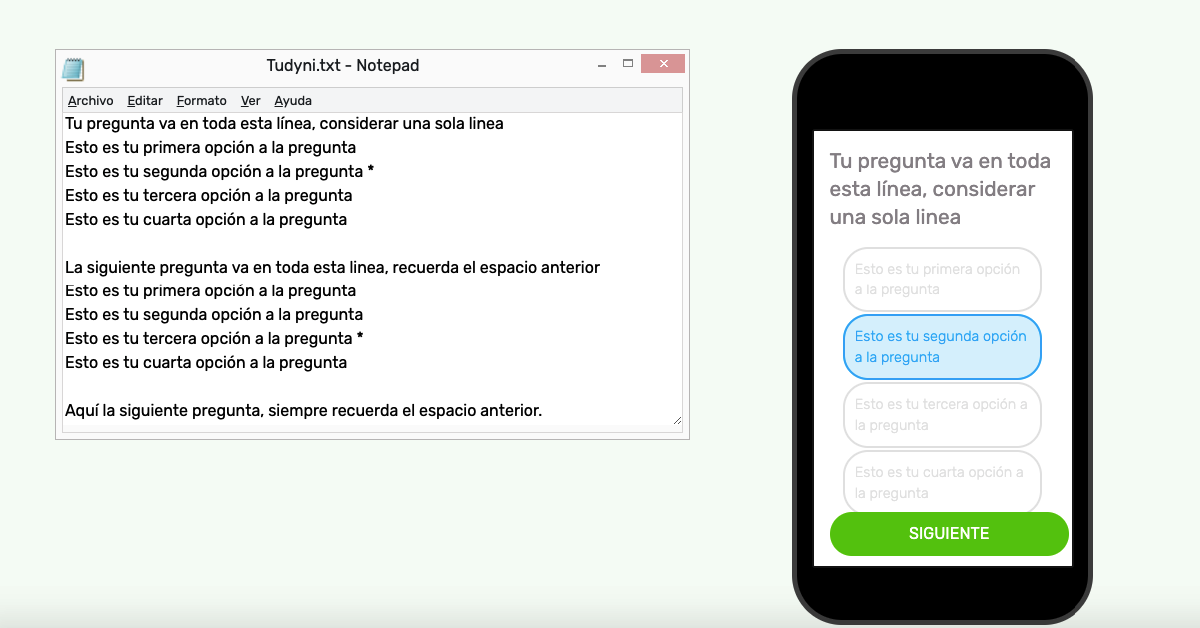 Tudyni.txt - Notepad
Archivo Editar Formato Ver Ayuda
Tu pregunta va en toda esta línea, considerar una sola linea
Esto es tu primera opción a la pregunta
Esto es tu segunda opción a la pregunta *
Esto es tu tercera opción a la pregunta
Esto es tu cuarta opción a la pregunta
La siguiente pregunta va en toda esta linea, recuerda el espacio anterior
Esto es tu primera opción a la pregunta
Esto es tu segunda opción a la pregunta
Esto es tu tercera opción a la pregunta *
Esto es tu cuarta opción a la pregunta
Aquí la siguiente pregunta, siempre recuerda el espacio anterior.
Tu pregunta va en toda
esta línea, considerar
una sola linea
Esto es tu primera opción
a la pregunta
Esto es tu segunda opción
a la pregunta
Esto es tu tercera opción a
la pregunta
Esto es tu cuarta opción a
la pregunta
SIGUIENTE